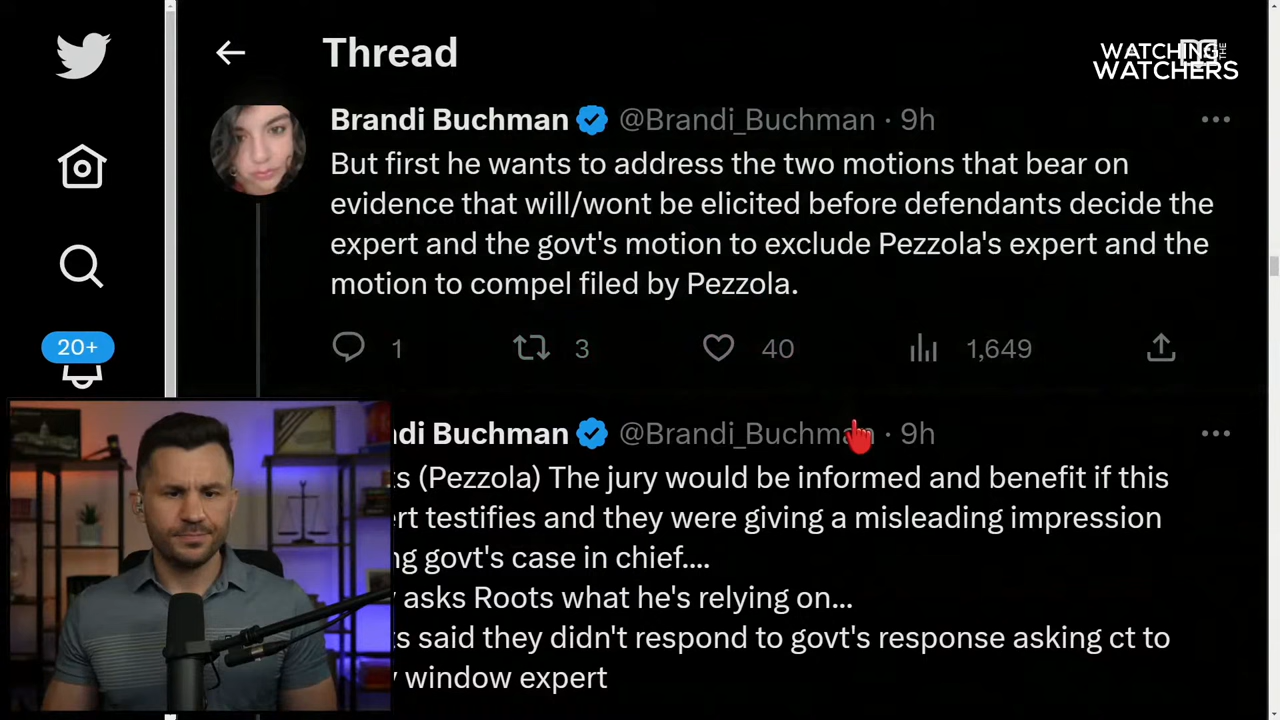 Thread
WATCHING THE
WATCHERS
Brandi Buchman @Brandi_Buchman · 9h
But first he wants to address the two motions that bear on
evidence that will/wont be elicited before defendants decide the
expert and the govt's motion to exclude Pezzola's expert and the
motion to compel filed by Pezzola.
1 3 40 1,649
20+
di Buchman @Brandi_Buchman · 9h
s (Pezzola) The jury would be informed and benefit if this
rt testifies and they were giving a misleading impression
ng govt's case in chief....
y asks Roots what he's relying on...
ts said they didn't respond to govt's response asking ct to
y window expert